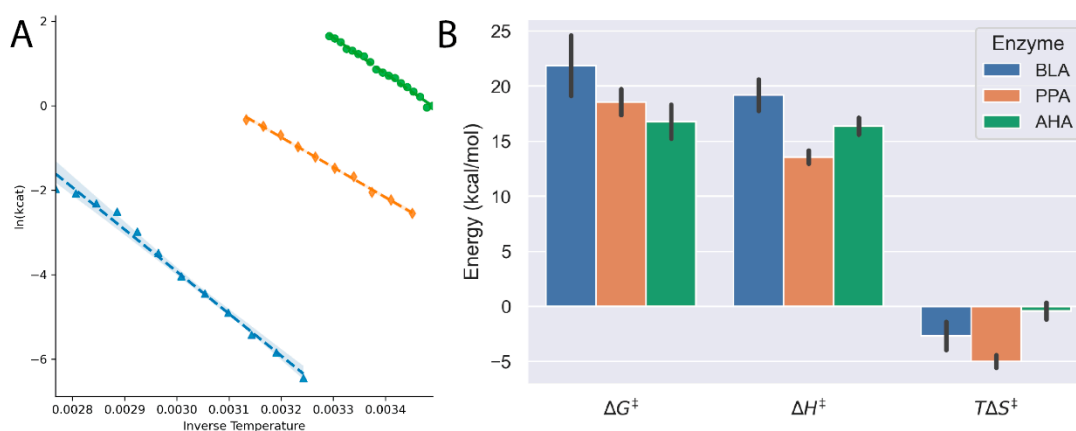 A
2
0
−2
−4
−6
ln(kcat)
0.0028
0.0029
0.0030
0.0031
0.0032
0.0033
0.0034
Inverse Temperature
B
25
20
15
10
5
0
−5
Energy (kcal/mol)
Enzyme
BLA
PPA
AHA
ΔG‡
ΔH‡
TΔS‡